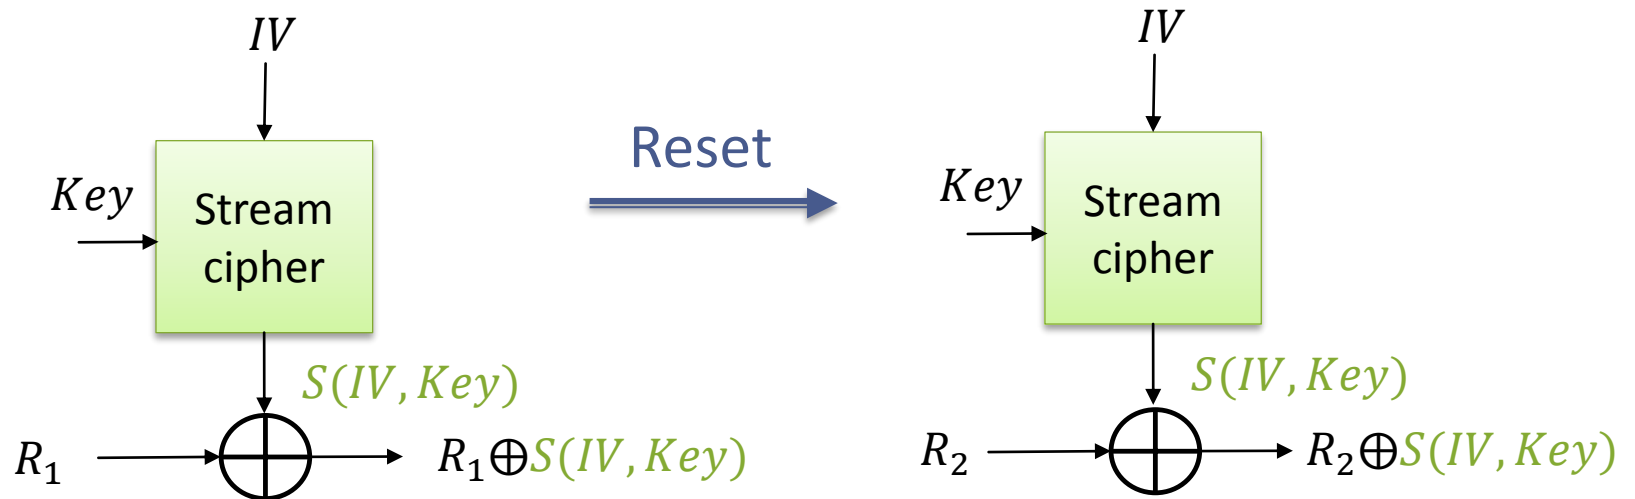 IV
Key
Stream
cipher
S(IV, Key)
R₁
R₁⊕S(IV, Key)
Reset
IV
Key
Stream
cipher
S(IV, Key)
R₂
R₂⊕S(IV, Key)